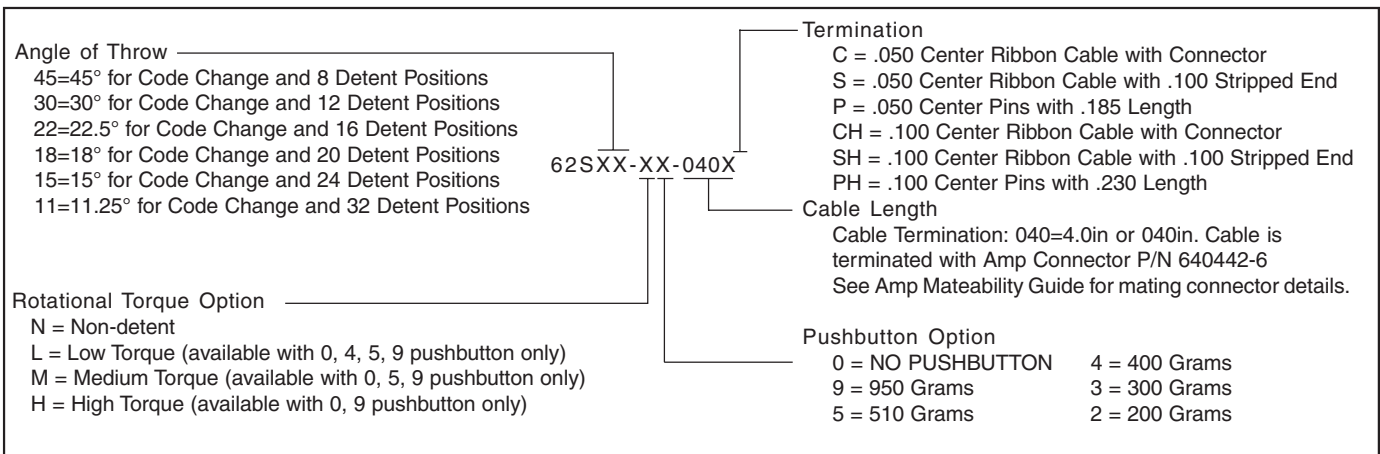 Angle of Throw
45=45° for Code Change and 8 Detent Positions
30=30° for Code Change and 12 Detent Positions
22=22.5° for Code Change and 16 Detent Positions
18=18° for Code Change and 20 Detent Positions
15=15° for Code Change and 24 Detent Positions
11=11.25° for Code Change and 32 Detent Positions
62SXX-XX-040X
Termination
C = .050 Center Ribbon Cable with Connector
S = .050 Center Ribbon Cable with .100 Stripped End
P = .050 Center Pins with .185 Length
CH = .100 Center Ribbon Cable with Connector
SH = .100 Center Ribbon Cable with .100 Stripped End
PH = .100 Center Pins with .230 Length
Cable Length
Cable Termination: 040=4.0in or 040in. Cable is
terminated with Amp Connector P/N 640442-6
See Amp Mateability Guide for mating connector details.
Rotational Torque Option
N = Non-detent
L = Low Torque (available with 0, 4, 5, 9 pushbutton only)
M = Medium Torque (available with 0, 5, 9 pushbutton only)
H = High Torque (available with 0, 9 pushbutton only)
Pushbutton Option
0 = NO PUSHBUTTON 4 = 400 Grams
9 = 950 Grams 3 = 300 Grams
5 = 510 Grams 2 = 200 Grams